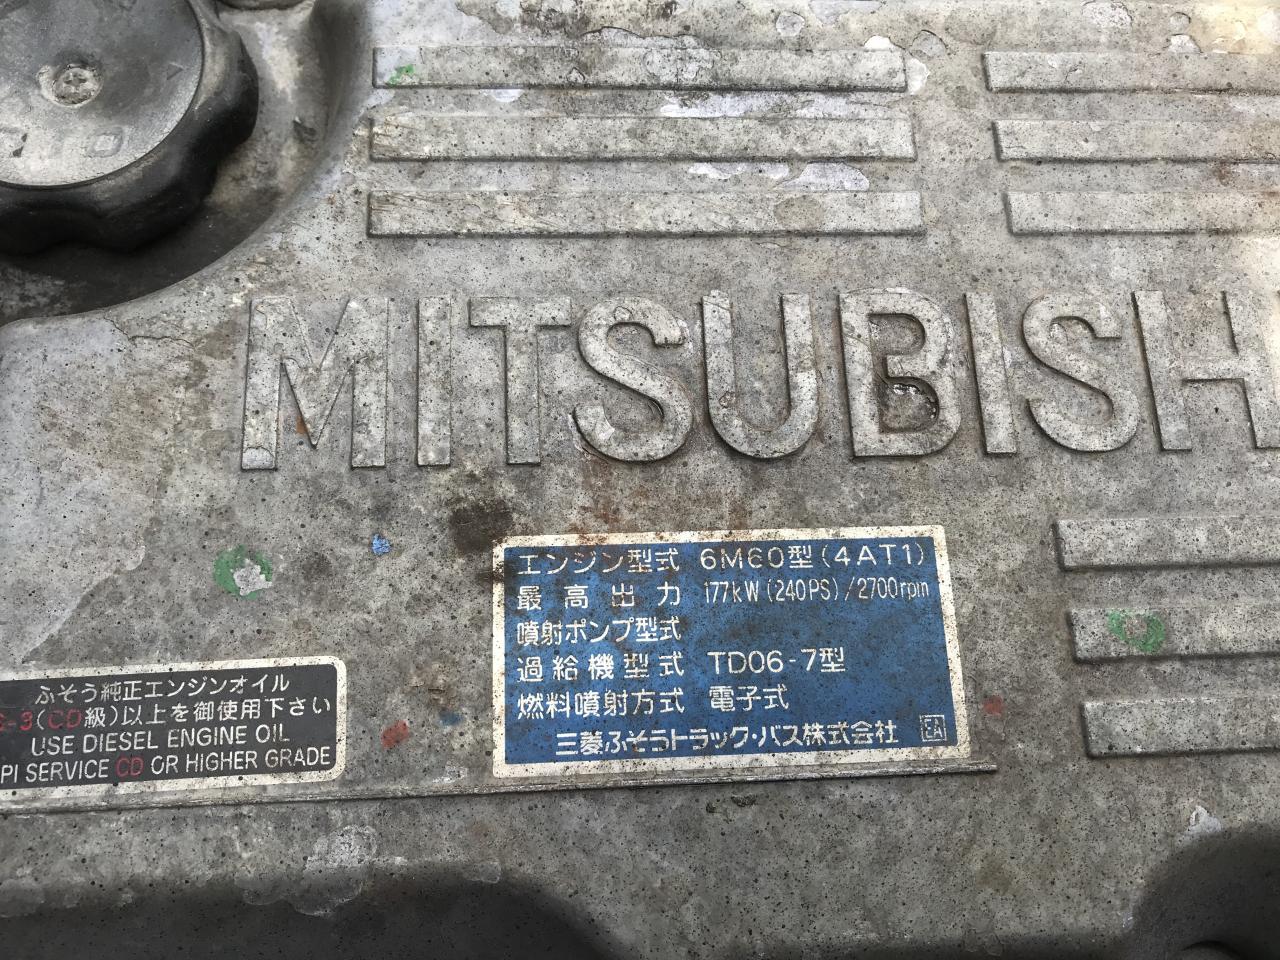 MITSUBISH
エンジン型式 6M60型(4AT1)
最高出力 177kW(240PS)/2700rpm
噴射ポンプ型式
過給機型式 TD06-7型
燃料噴射方式 電子式
三菱ふそうトラック・バス株式会社 EA
ふそう純正エンジンオイル
-3(CD級)以上を御使用下さい
USE DIESEL ENGINE OIL
PI SERVICE CD OR HIGHER GRADE